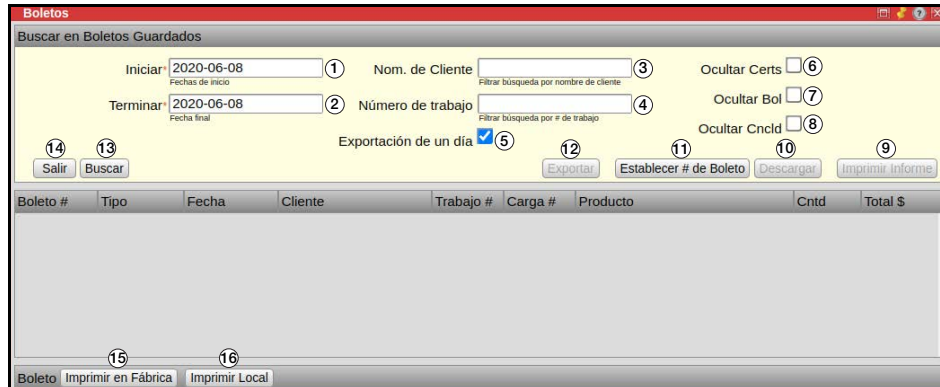 Boletos
Buscar en Boletos Guardados
Iniciar* 2020-06-08 1 Nom. de Cliente 3 Ocultar Certs 6
Fechas de inicio Filtrar búsqueda por nombre de cliente
Terminar* 2020-06-08 2 Número de trabajo 4 Ocultar Bol 7
Fecha final Filtrar búsqueda por # de trabajo
Exportación de un día 5 Ocultar Cncld 8
14 13 12 11 10 9
Salir Buscar Exportar Establecer # de Boleto Descargar Imprimir Informe
Boleto # Tipo Fecha Cliente Trabajo # Carga # Producto Cntd Total $
15 16
Boleto Imprimir en Fábrica Imprimir Local